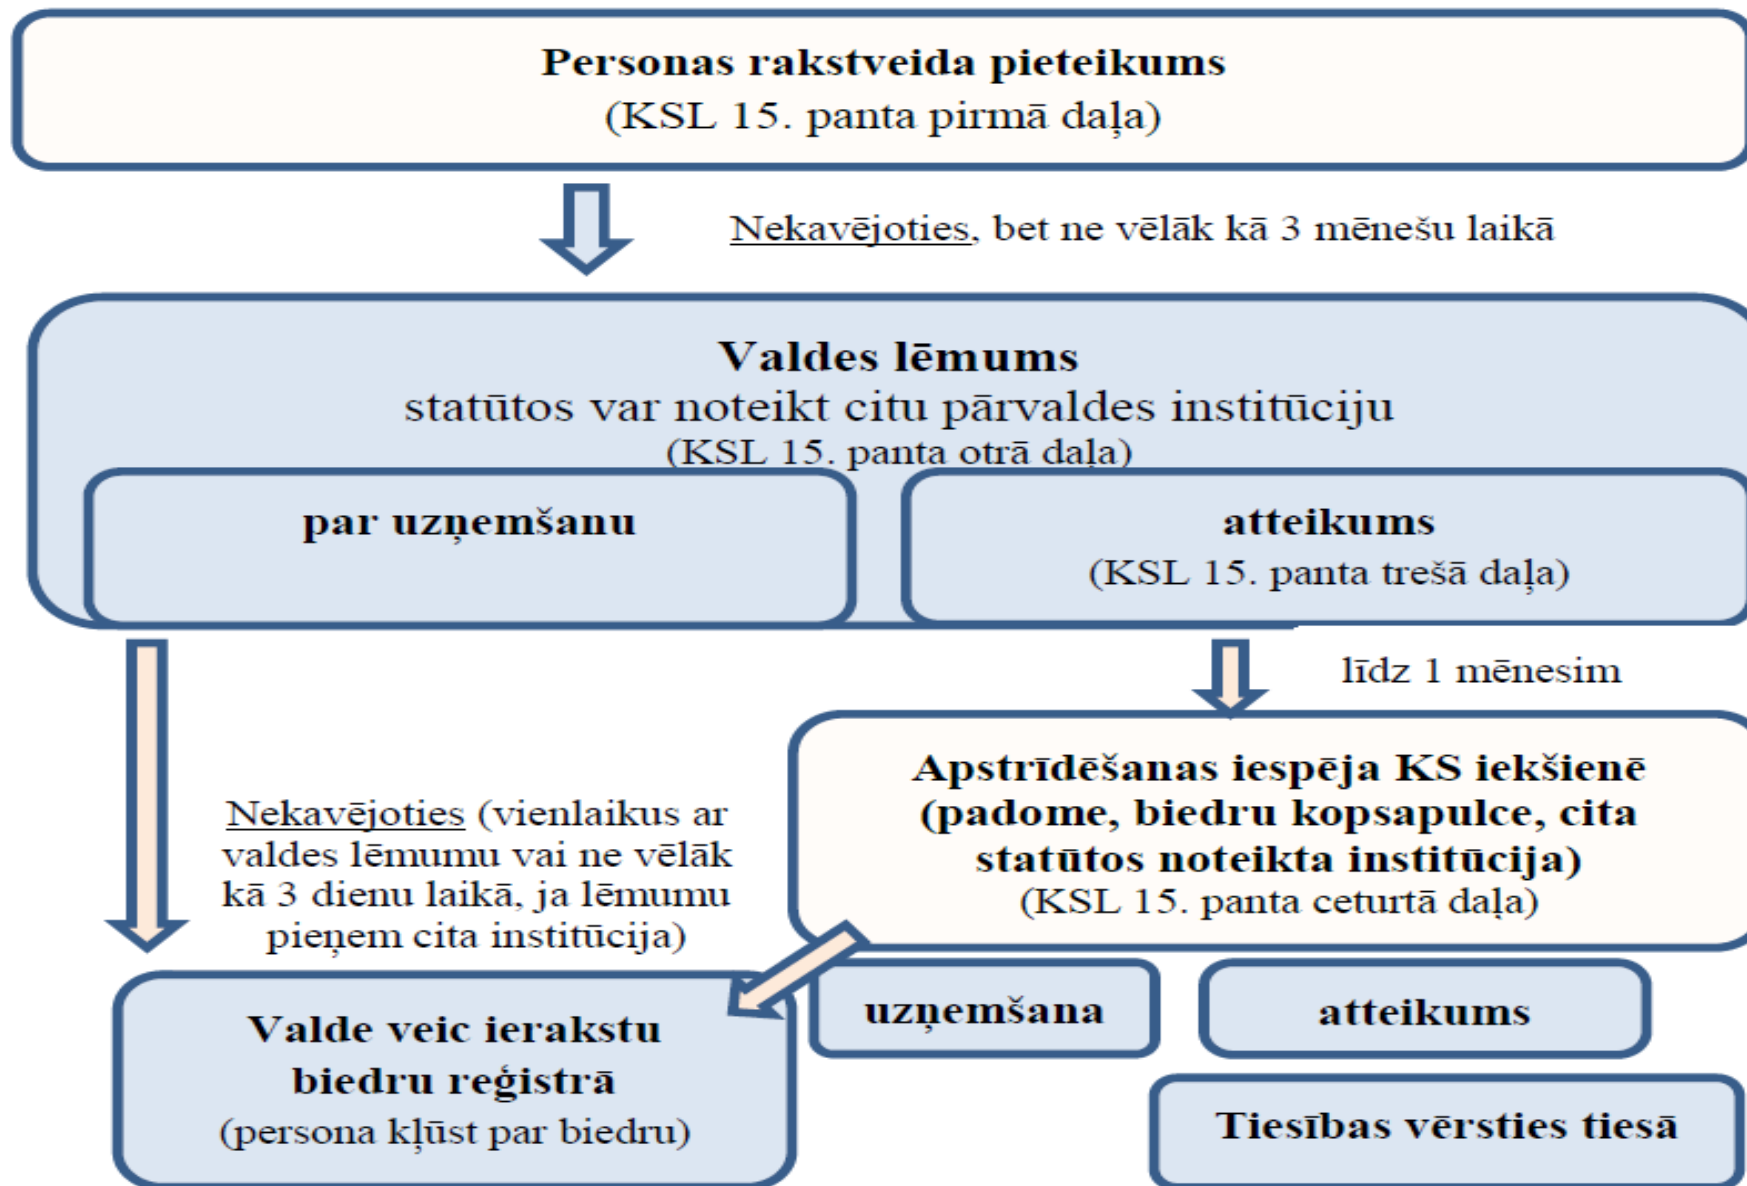 Personas rakstveida pieteikums
(KSL 15. panta pirmā daļa)
Nekavējoties, bet ne vēlāk kā 3 mēnešu laikā
Valdes lēmums
statūtos var noteikt citu pārvaldes institūciju
(KSL 15. panta otrā daļa)
par uzņemšanu
atteikums
(KSL 15. panta trešā daļa)
līdz 1 mēnesim
Nekavējoties (vienlaikus ar
valdes lēmumu vai ne vēlāk
kā 3 dienu laikā, ja lēmumu
pieņem cita institūcija)
Apstrīdēšanas iespēja KS iekšienē
(padome, biedru kopsapulce, cita
statūtos noteikta institūcija)
(KSL 15. panta ceturtā daļa)
uzņemšana
atteikums
Valde veic ierakstu
biedru reģistrā
(persona kļūst par biedru)
Tiesības vērsties tiesā